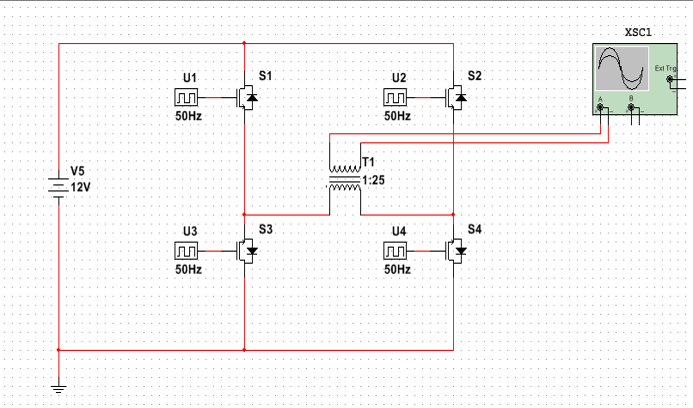 XSC1
Ext Trig
A
B
U1
S1
50Hz
U2
S2
50Hz
V5
12V
T1
1:25
U3
S3
50Hz
U4
S4
50Hz